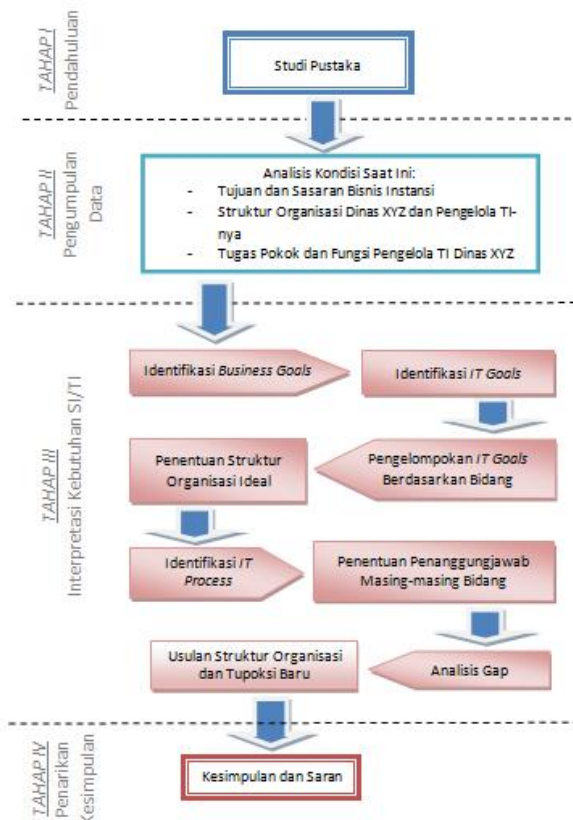 TAHAP I
Pendahuluan
Studi Pustaka
TAHAP II
Pengumpulan
Data
Analisis Kondisi Saat Ini:
- Tujuan dan Sasaran Bisnis Instansi
- Struktur Organisasi Dinas XYZ dan Pengelola TI-
nya
- Tugas Pokok dan Fungsi Pengelola TI Dinas XYZ
TAHAP III
Interpretasi Kebutuhan SI/TI
Identifikasi Business Goals
Identifikasi IT Goals
Pengelompokan IT Goals
Berdasarkan Bidang
Penentuan Struktur
Organisasi Ideal
Identifikasi IT
Process
Penentuan Penanggungjawab
Masing-masing Bidang
Analisis Gap
Usulan Struktur Organisasi
dan Tupoksi Baru
TAHAP IV
Penarikan
Kesimpulan
Kesimpulan dan Saran